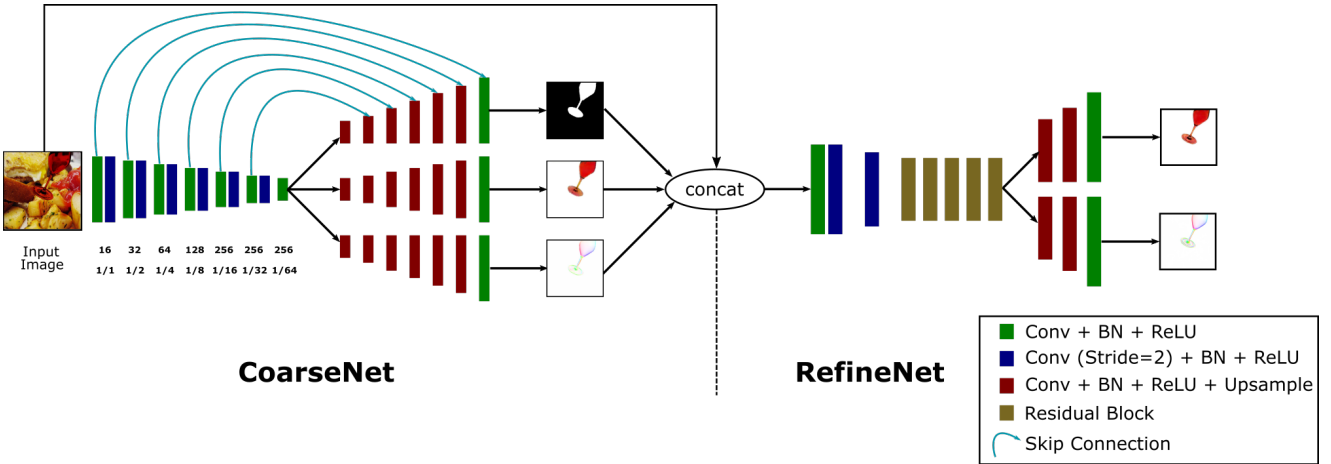 concat
Input
Image
16 32 64 128 256 256 256
1/1 1/2 1/4 1/8 1/16 1/32 1/64
CoarseNet
RefineNet
Conv + BN + ReLU
Conv (Stride=2) + BN + ReLU
Conv + BN + ReLU + Upsample
Residual Block
Skip Connection